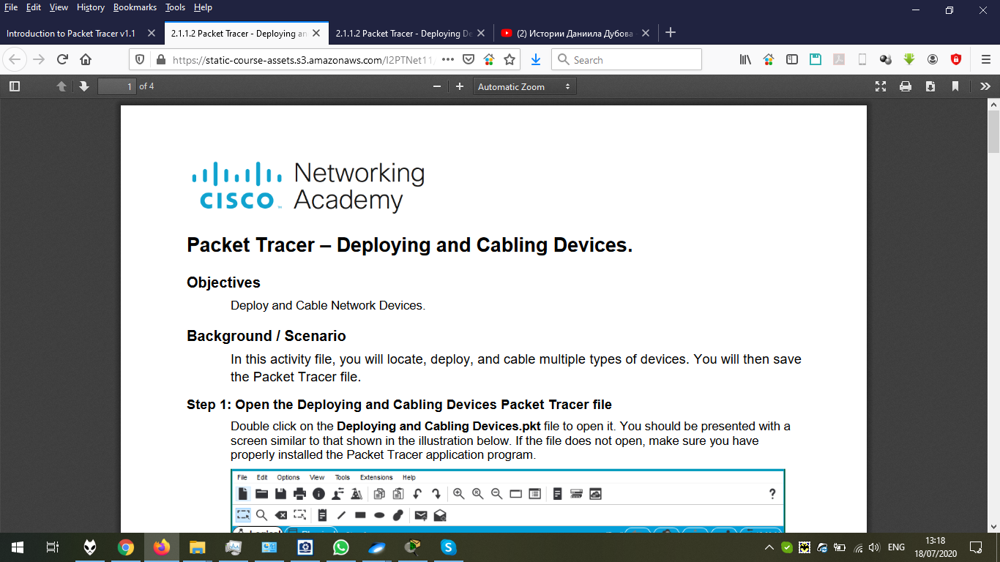 File Edit View History Bookmarks Tools Help
Introduction to Packet Tracer v1.1
2.1.1.2 Packet Tracer - Deploying an
2.1.1.2 Packet Tracer - Deploying De
(2) Истории Даниила Дубова
https://static-course-assets.s3.amazonaws.com/I2PTNet11/
Search
1 of 4
Automatic Zoom
CISCO
Networking
Academy
Packet Tracer – Deploying and Cabling Devices.
Objectives
Deploy and Cable Network Devices.
Background / Scenario
In this activity file, you will locate, deploy, and cable multiple types of devices. You will then save
the Packet Tracer file.
Step 1: Open the Deploying and Cabling Devices Packet Tracer file
Double click on the Deploying and Cabling Devices.pkt file to open it. You should be presented with a
screen similar to that shown in the illustration below. If the file does not open, make sure you have
properly installed the Packet Tracer application program.
File Edit Options View Tools Extensions Help
ENG
13:18
18/07/2020